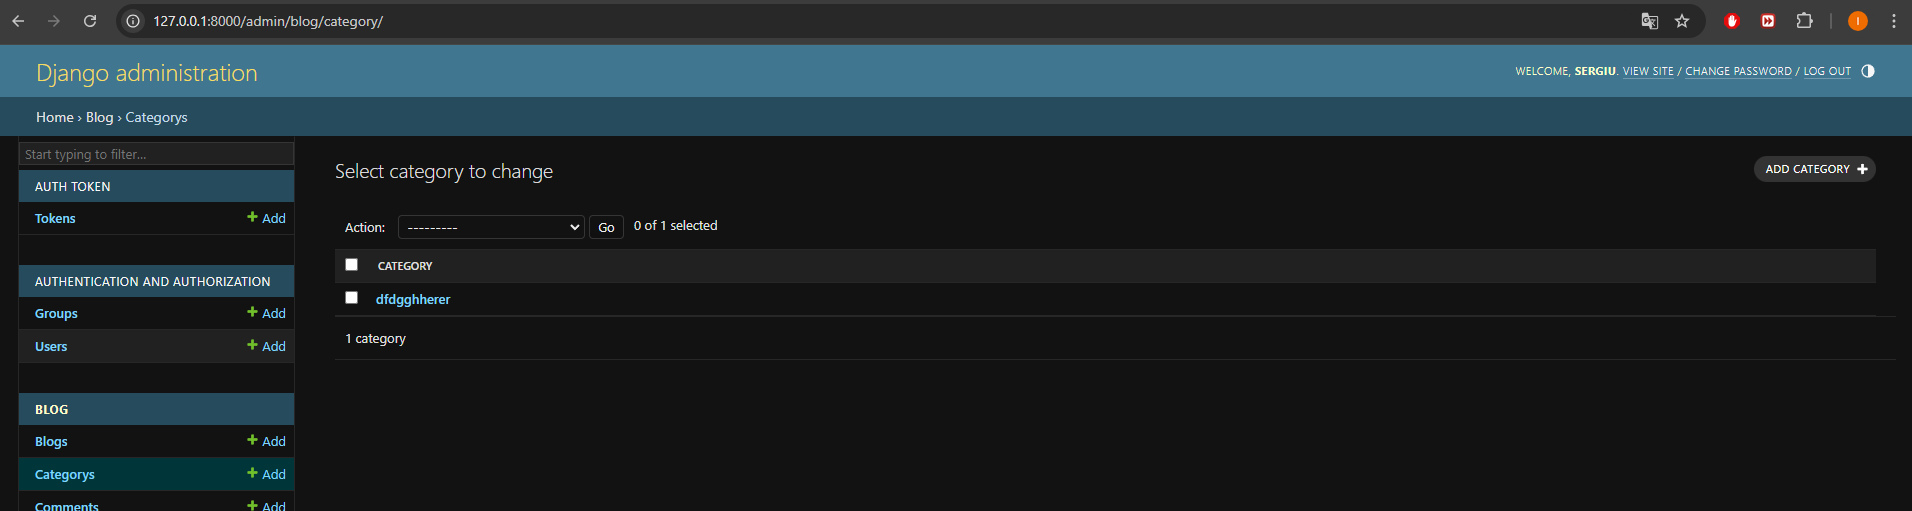 127.0.0.1:8000/admin/blog/category/
I
Django administration
WELCOME, SERGIU. VIEW SITE / CHANGE PASSWORD / LOG OUT
Home › Blog › Categorys
Start typing to filter...
AUTH TOKEN
Tokens + Add
AUTHENTICATION AND AUTHORIZATION
Groups + Add
Users + Add
BLOG
Blogs + Add
Categorys + Add
Comments + Add
Select category to change
ADD CATEGORY +
Action: --------- Go 0 of 1 selected
CATEGORY
dfdgghherer
1 category